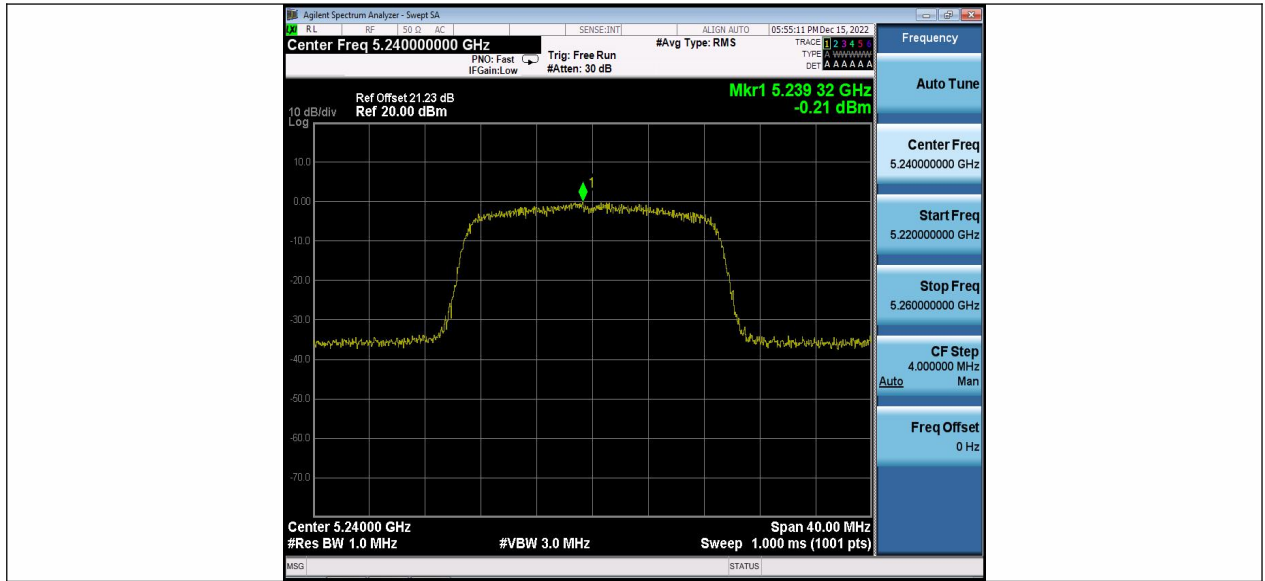 Agilent Spectrum Analyzer - Swept SA
RL RF 50 Ω AC SENSE:INT ALIGN AUTO 05:55:11 PM Dec 15, 2022
Center Freq 5.240000000 GHz #Avg Type: RMS TRACE 1 2 3 4 5 6
PNO: Fast Trig: Free Run TYPE A WWWWW
IFGain:Low #Atten: 30 dB DET A A A A A A
Mkr1 5.239 32 GHz
-0.21 dBm
Ref Offset 21.23 dB
10 dB/div Ref 20.00 dBm
Log
10.0
0.00
-10.0
-20.0
-30.0
-40.0
-50.0
-60.0
-70.0
1
Center 5.24000 GHz Span 40.00 MHz
#Res BW 1.0 MHz #VBW 3.0 MHz Sweep 1.000 ms (1001 pts)
MSG STATUS
Frequency
Auto Tune
Center Freq
5.240000000 GHz
Start Freq
5.220000000 GHz
Stop Freq
5.260000000 GHz
CF Step
4.000000 MHz
Auto Man
Freq Offset
0 Hz